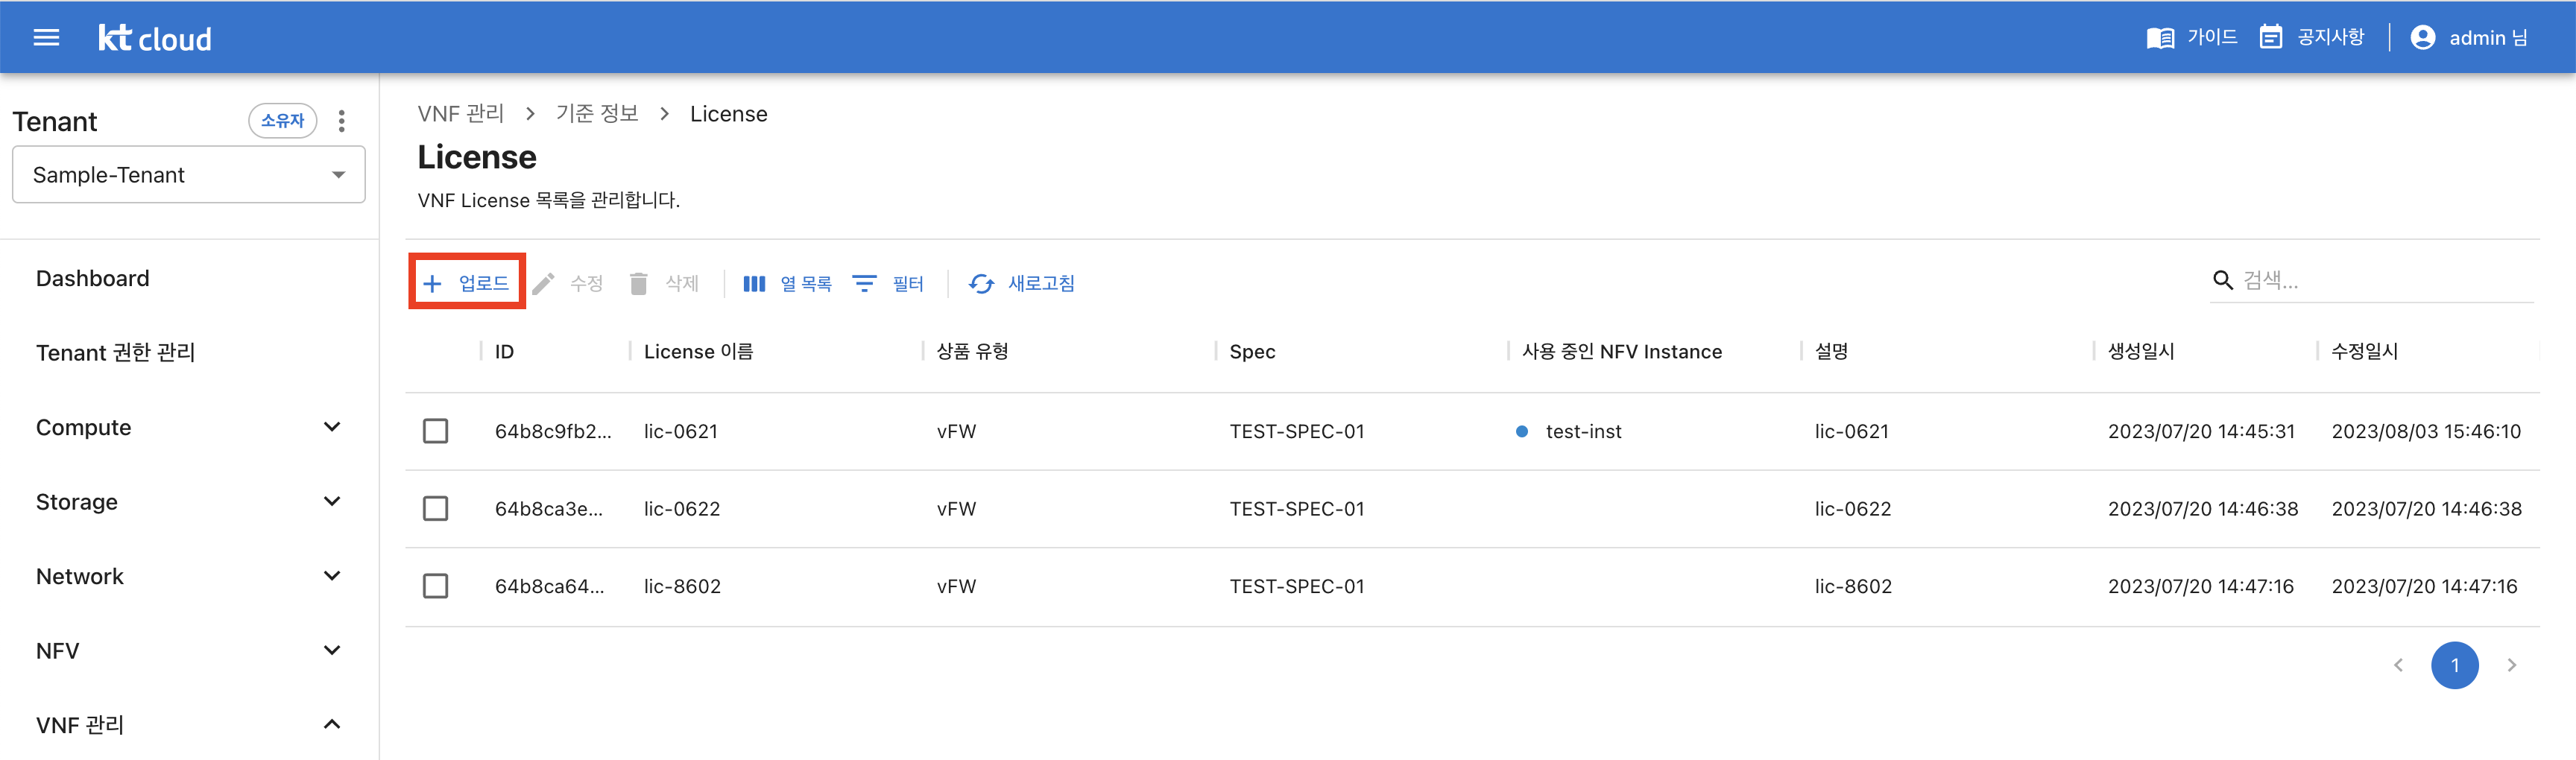 kt cloud
가이드 공지사항 admin 님
Tenant 소유자
Sample-Tenant
Dashboard
Tenant 권한 관리
Compute
Storage
Network
NFV
VNF 관리
VNF 관리 > 기준 정보 > License
License
VNF License 목록을 관리합니다.
+ 업로드 수정 삭제 열 목록 필터 새로고침 검색...
ID License 이름 상품 유형 Spec 사용 중인 NFV Instance 설명 생성일시 수정일시
64b8c9fb2... lic-0621 vFW TEST-SPEC-01 test-inst lic-0621 2023/07/20 14:45:31 2023/08/03 15:46:10
64b8ca3e... lic-0622 vFW TEST-SPEC-01 lic-0622 2023/07/20 14:46:38 2023/07/20 14:46:38
64b8ca64... lic-8602 vFW TEST-SPEC-01 lic-8602 2023/07/20 14:47:16 2023/07/20 14:47:16
1